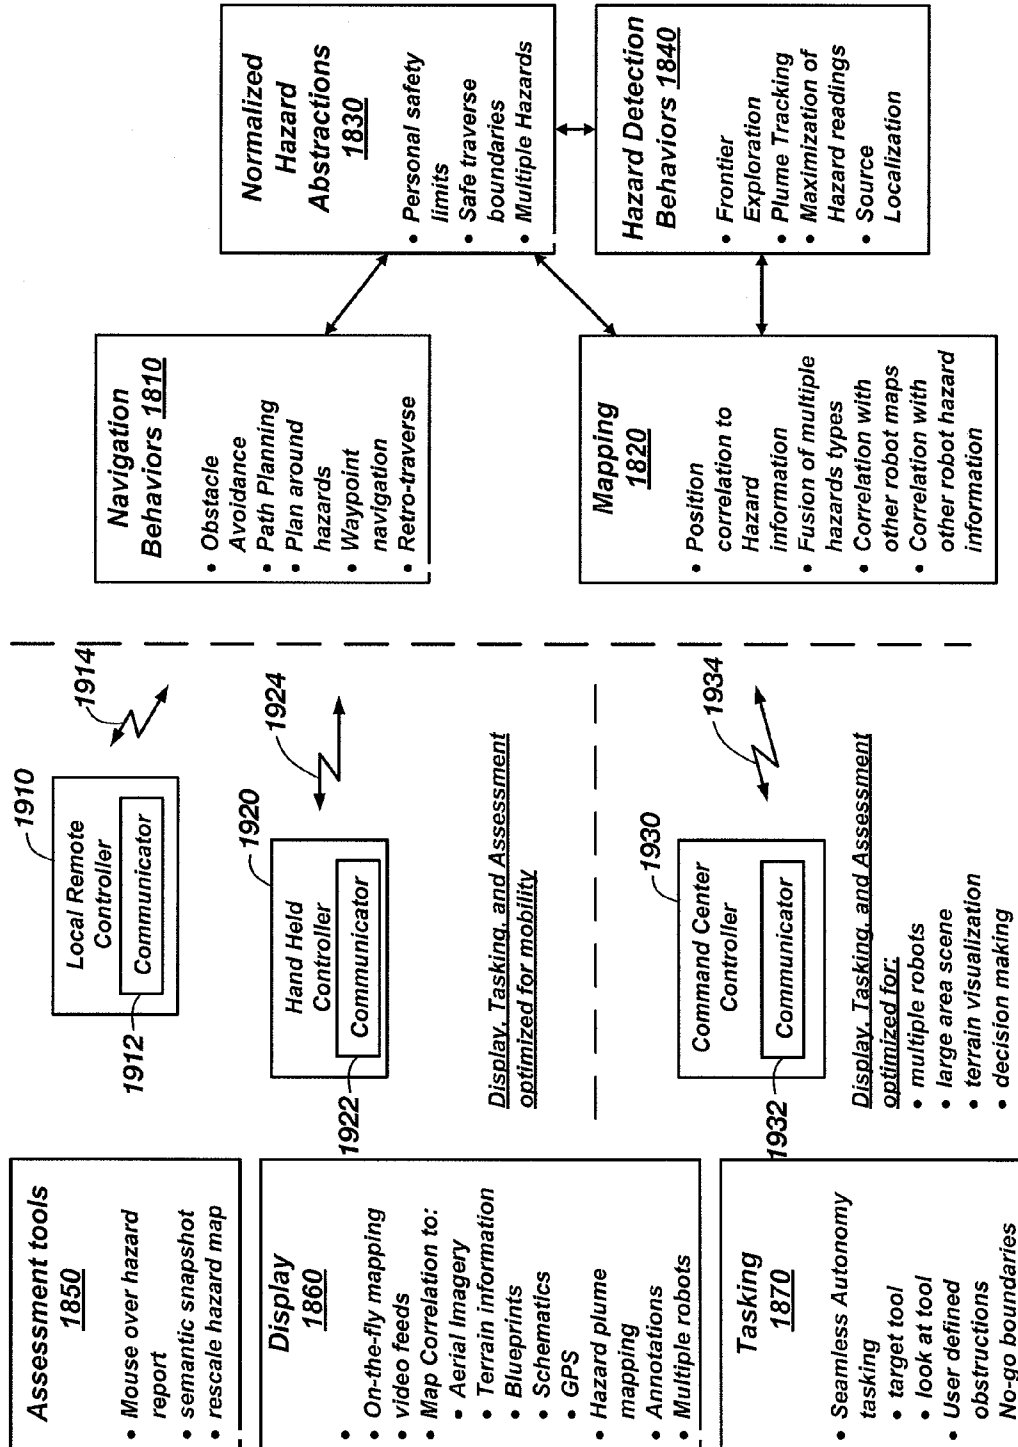 Assessment tools
1850
• Mouse over hazard
report
• semantic snapshot
• rescale hazard map
Display
1860
•
• On-the-fly mapping
• video feeds
• Map Correlation to:
• Aerial Imagery
• Terrain information
• Blueprints
• Schematics
• GPS
• Hazard plume
mapping
• Annotations
• Multiple robots
Tasking
1870
• Seamless Autonomy
tasking
• target tool
• look at tool
• User defined
obstructions
No-go boundaries
1910
Local Remote
Controller
Communicator
1912
1914
1920
Hand Held
Controller
Communicator
1922
1924
Display, Tasking, and Assessment
optimized for mobility
1930
Command Center
Controller
Communicator
1932
1934
Display, Tasking, and Assessment
optimized for:
• multiple robots
• large area scene
• terrain visualization
• decision making
Navigation
Behaviors 1810
• Obstacle
Avoidance
• Path Planning
• Plan around
hazards
• Waypoint
navigation
• Retro-traverse
Normalized
Hazard
Abstractions
1830
• Personal safety
limits
• Safe traverse
boundaries
• Multiple Hazards
Mapping
1820
• Position
correlation to
Hazard
information
• Fusion of multiple
hazards types
• Correlation with
other robot maps
• Correlation with
other robot hazard
information
Hazard Detection
Behaviors 1840
• Frontier
Exploration
• Plume Tracking
• Maximization of
Hazard readings
• Source
Localization